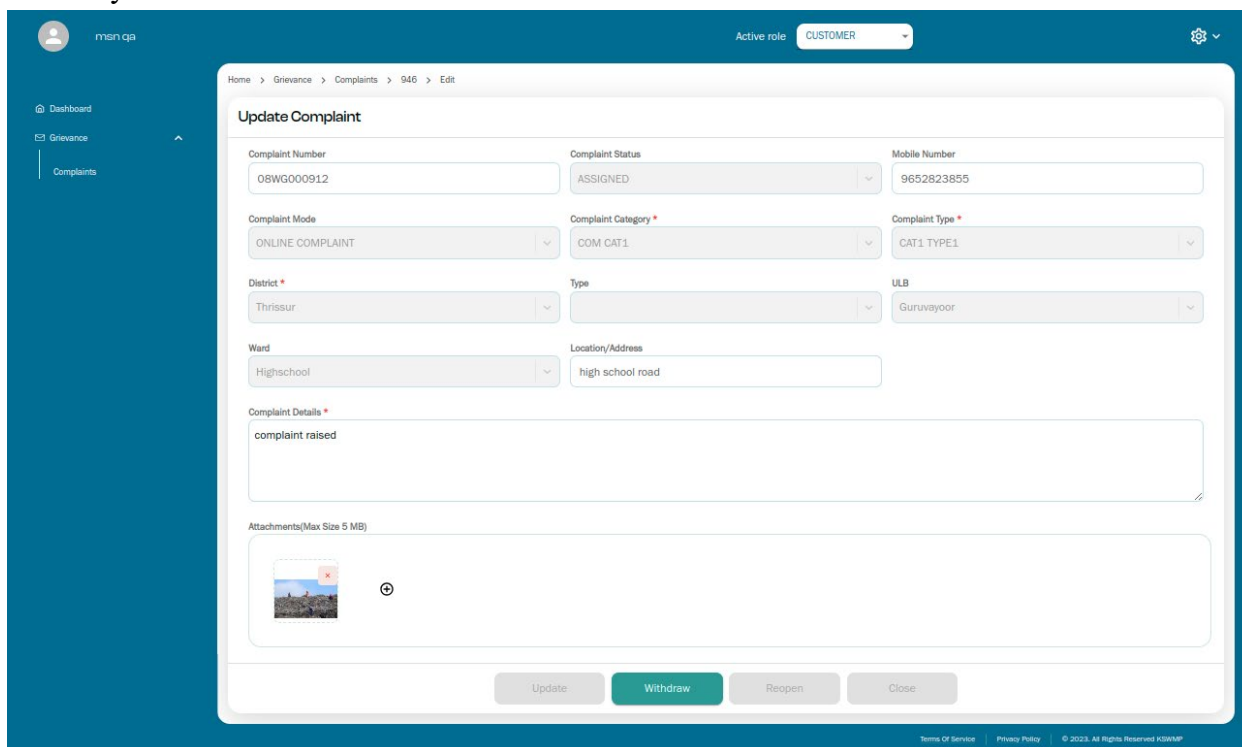 msn qa
Active role CUSTOMER
Home > Grievance > Complaints > 946 > Edit
Dashboard
Grievance
Complaints
Update Complaint
Complaint Number Complaint Status Mobile Number
08WG000912 ASSIGNED 9652823855
Complaint Mode Complaint Category * Complaint Type *
ONLINE COMPLAINT COM CAT1 CAT1 TYPE1
District * Type ULB
Thrissur Guruvayoor
Ward Location/Address
Highschool high school road
Complaint Details *
complaint raised
Attachments(Max Size 5 MB)
Update Withdraw Reopen Close
Terms Of Service | Privacy Policy | © 2023. All Rights Reserved KSWMP